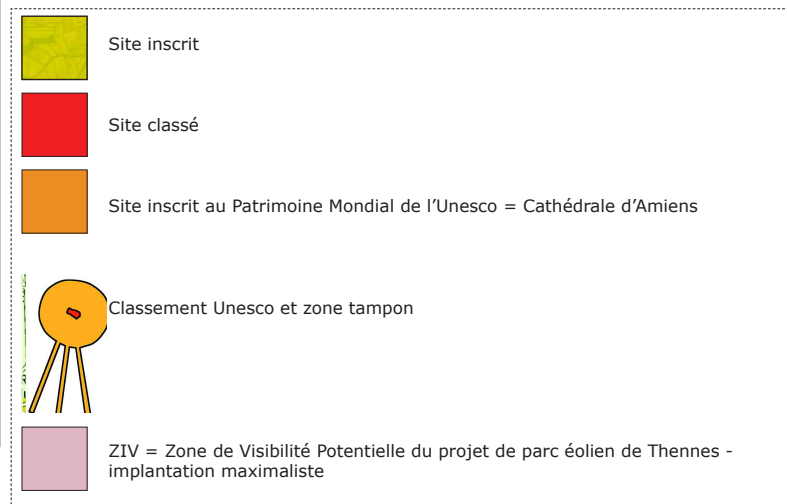 Site inscrit
Site classé
Site inscrit au Patrimoine Mondial de l’Unesco = Cathédrale d’Amiens
Classement Unesco et zone tampon
ZIV = Zone de Visibilité Potentielle du projet de parc éolien de Thennes -
implantation maximaliste